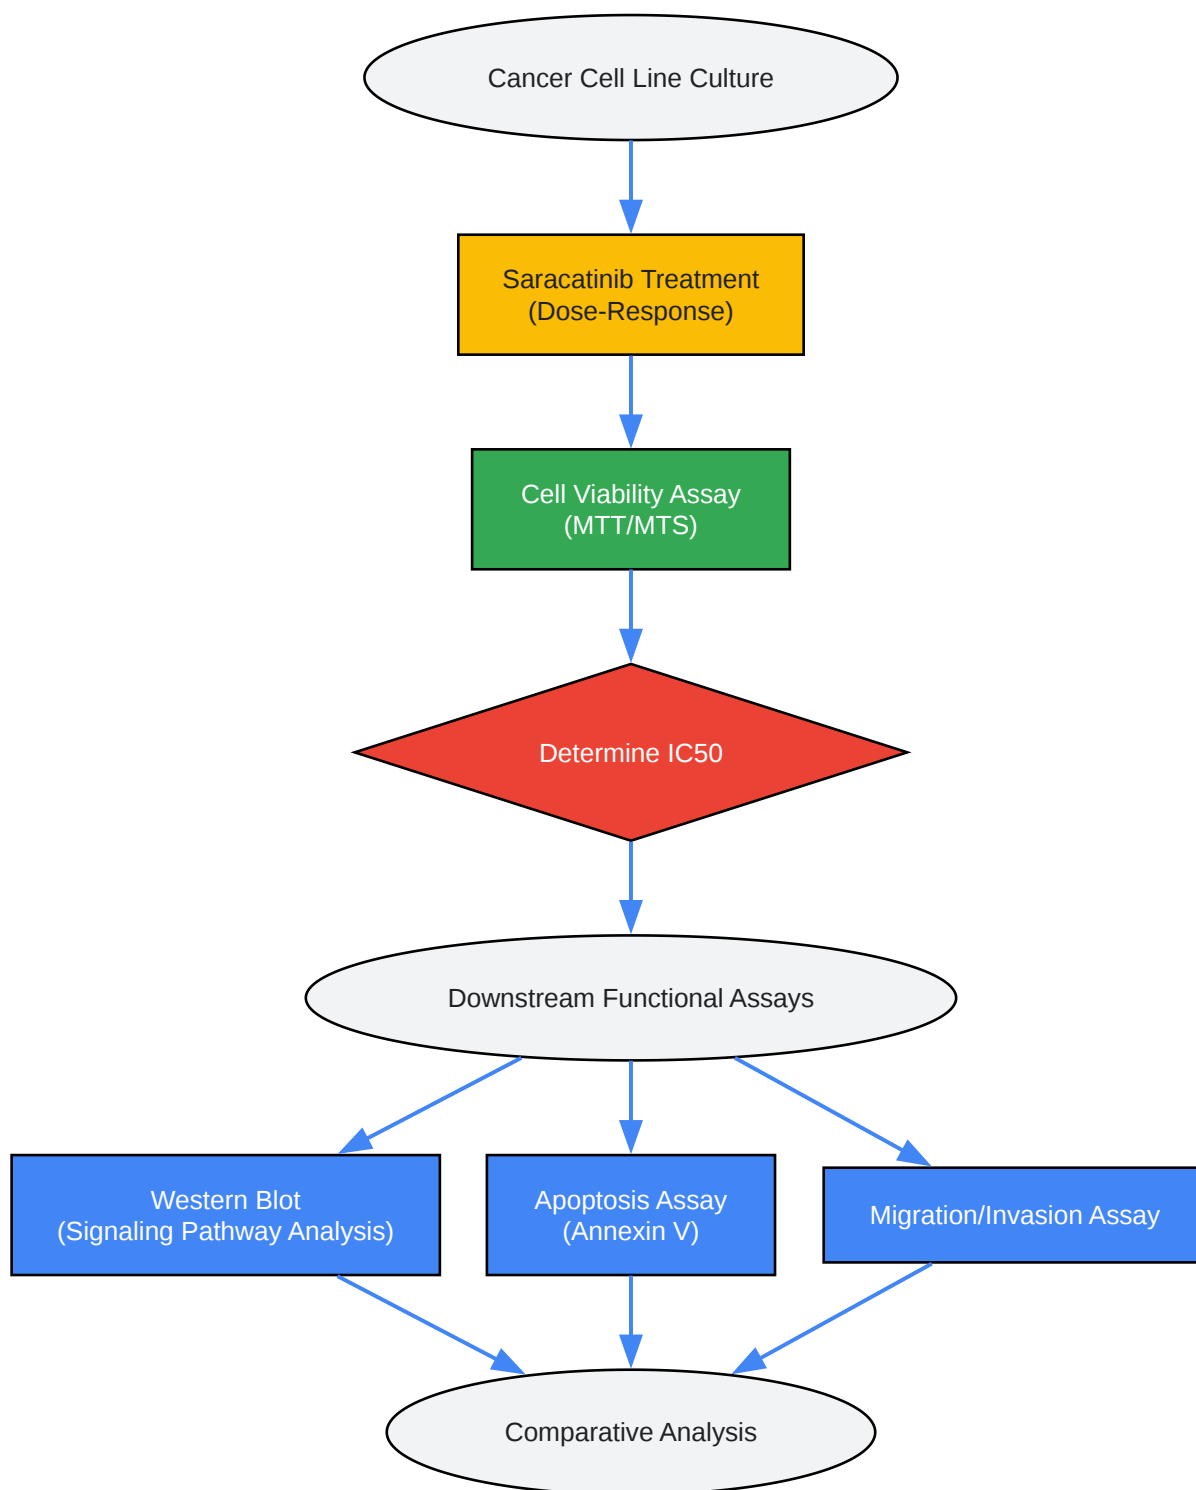 Cancer Cell Line Culture
Saracatinib Treatment
(Dose-Response)
Cell Viability Assay
(MTT/MTS)
Determine IC50
Downstream Functional Assays
Western Blot
(Signaling Pathway Analysis)
Apoptosis Assay
(Annexin V)
Migration/Invasion Assay
Comparative Analysis